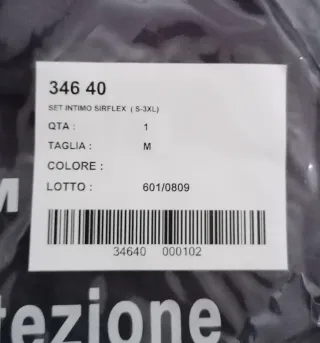 346 40
SET INTIMO SIRFLEX ( S-3XL)
QTA : 1
TAGLIA : M
COLORE :
LOTTO : 601/0809
34640 000102
M
tezione